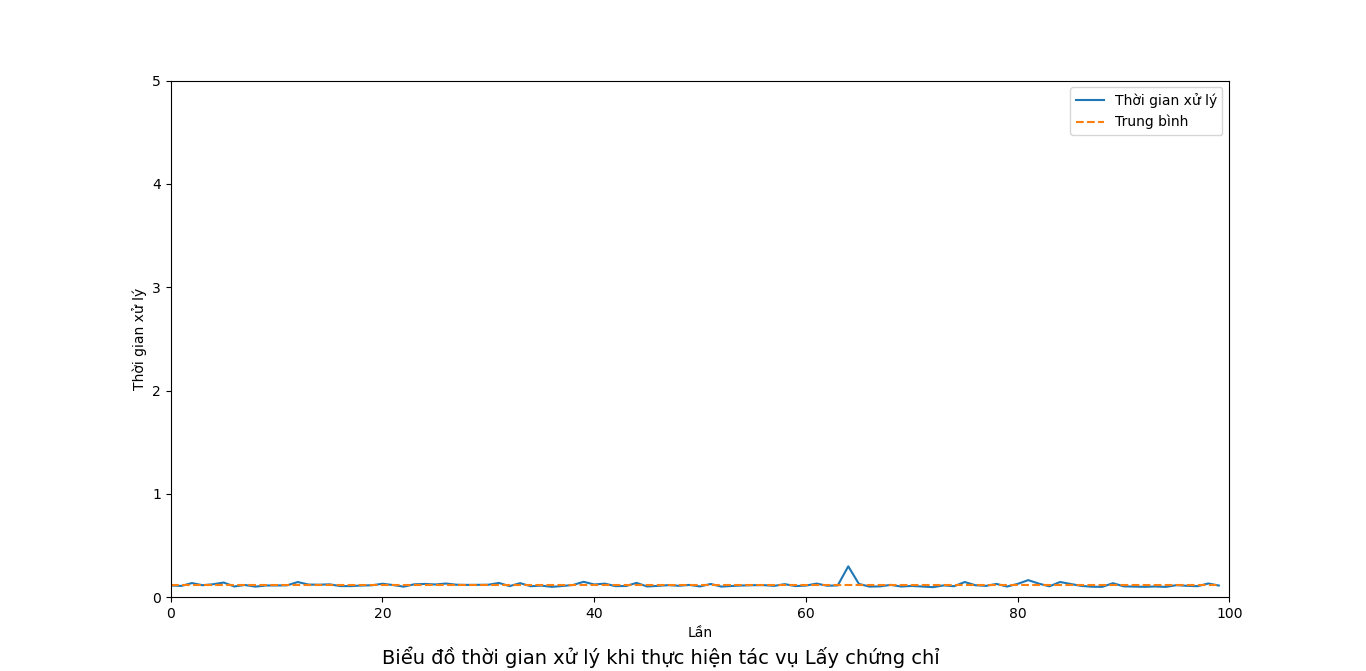 5
4
3
2
1
0
Thời gian xử lý
Thời gian xử lý
Trung bình
0 20 40 60 80 100
Lần
Biểu đồ thời gian xử lý khi thực hiện tác vụ Lấy chứng chỉ